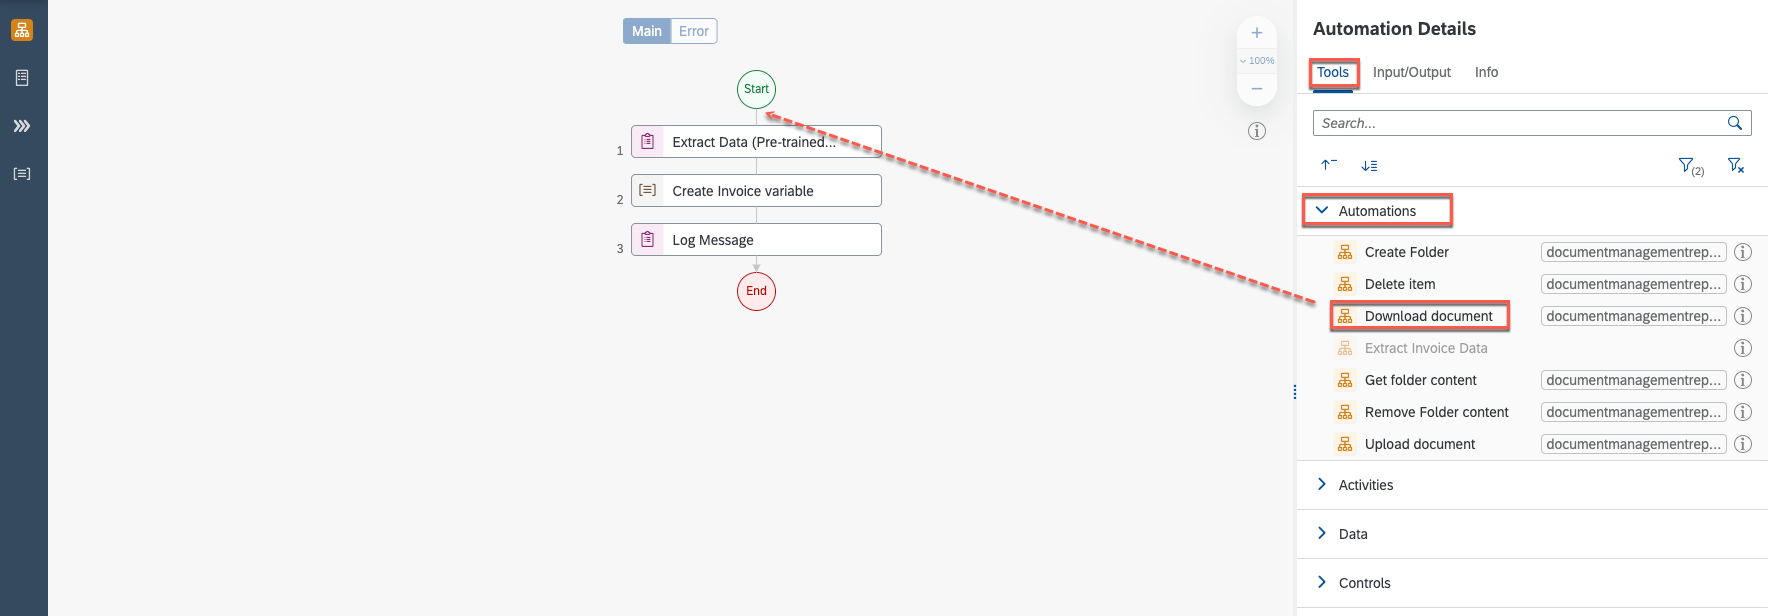 Main Error
Start
1 Extract Data (Pre-trained...
2 Create Invoice variable
3 Log Message
End
100%
Automation Details
Tools Input/Output Info
Search...
(2)
Automations
Create Folder documentmanagementrep...
Delete item documentmanagementrep...
Download document documentmanagementrep...
Extract Invoice Data
Get folder content documentmanagementrep...
Remove Folder content documentmanagementrep...
Upload document documentmanagementrep...
Activities
Data
Controls